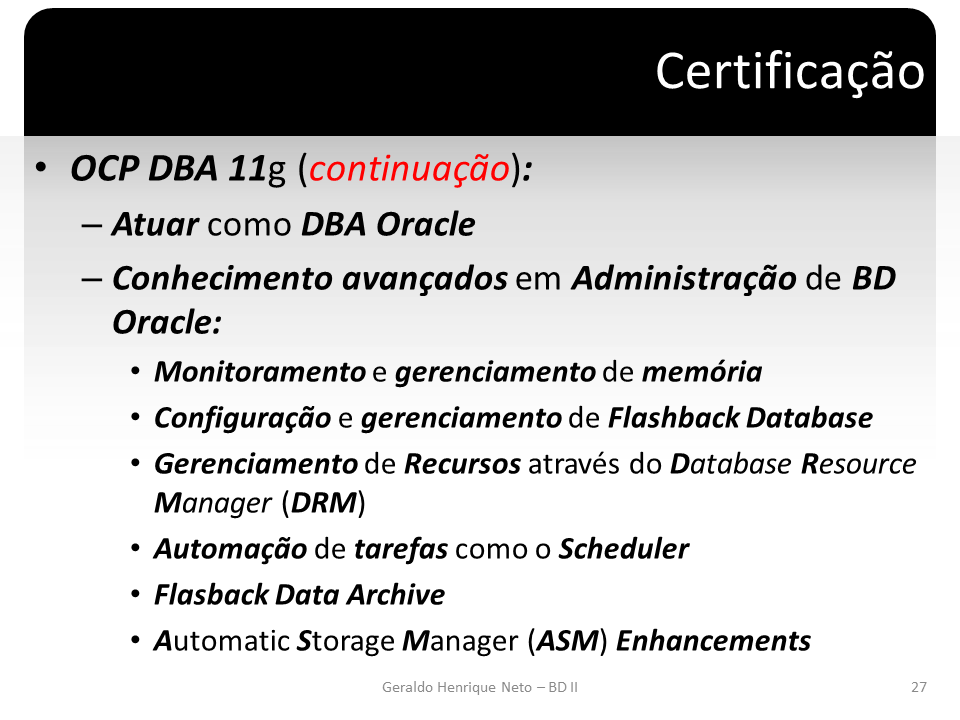 Certificação
• OCP DBA 11g (continuação):
– Atuar como DBA Oracle
– Conhecimento avançados em Administração de BD
Oracle:
• Monitoramento e gerenciamento de memória
• Configuração e gerenciamento de Flashback Database
• Gerenciamento de Recursos através do Database Resource
Manager (DRM)
• Automação de tarefas como o Scheduler
• Flasback Data Archive
• Automatic Storage Manager (ASM) Enhancements
Geraldo Henrique Neto – BD II
27